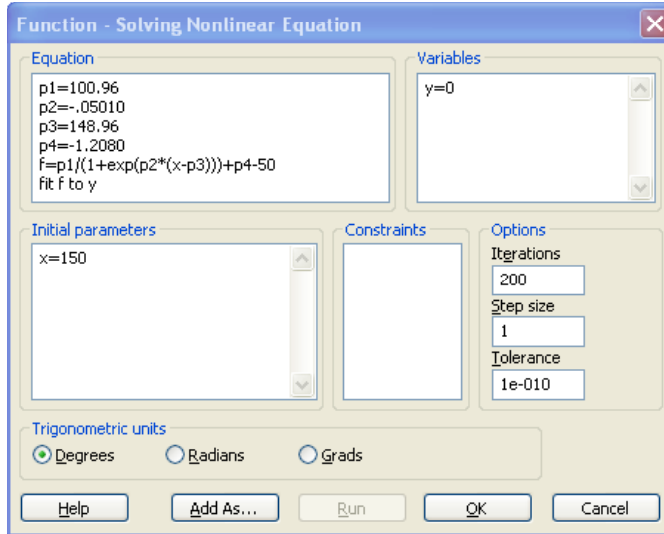 Function - Solving Nonlinear Equation
Equation
p1=100.96
p2=-.05010
p3=148.96
p4=-1.2080
f=p1/(1+exp(p2*(x-p3)))+p4-50
fit f to y
Variables
y=0
Initial parameters
x=150
Constraints
Options
Iterations
200
Step size
1
Tolerance
1e-010
Trigonometric units
Degrees
Radians
Grads
Help
Add As...
Run
OK
Cancel